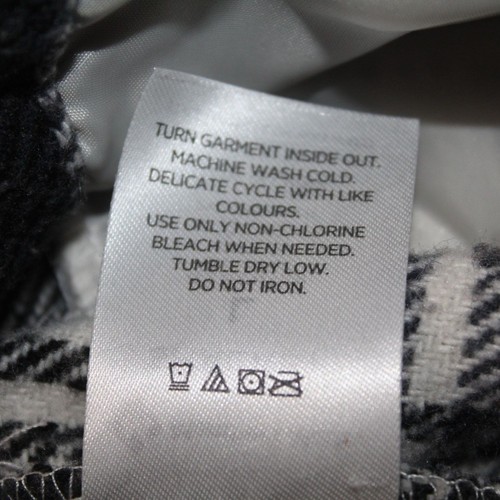 TURN GARMENT INSIDE OUT.
MACHINE WASH COLD.
DELICATE CYCLE WITH LIKE
COLOURS.
USE ONLY NON-CHLORINE
BLEACH WHEN NEEDED.
TUMBLE DRY LOW.
DO NOT IRON.